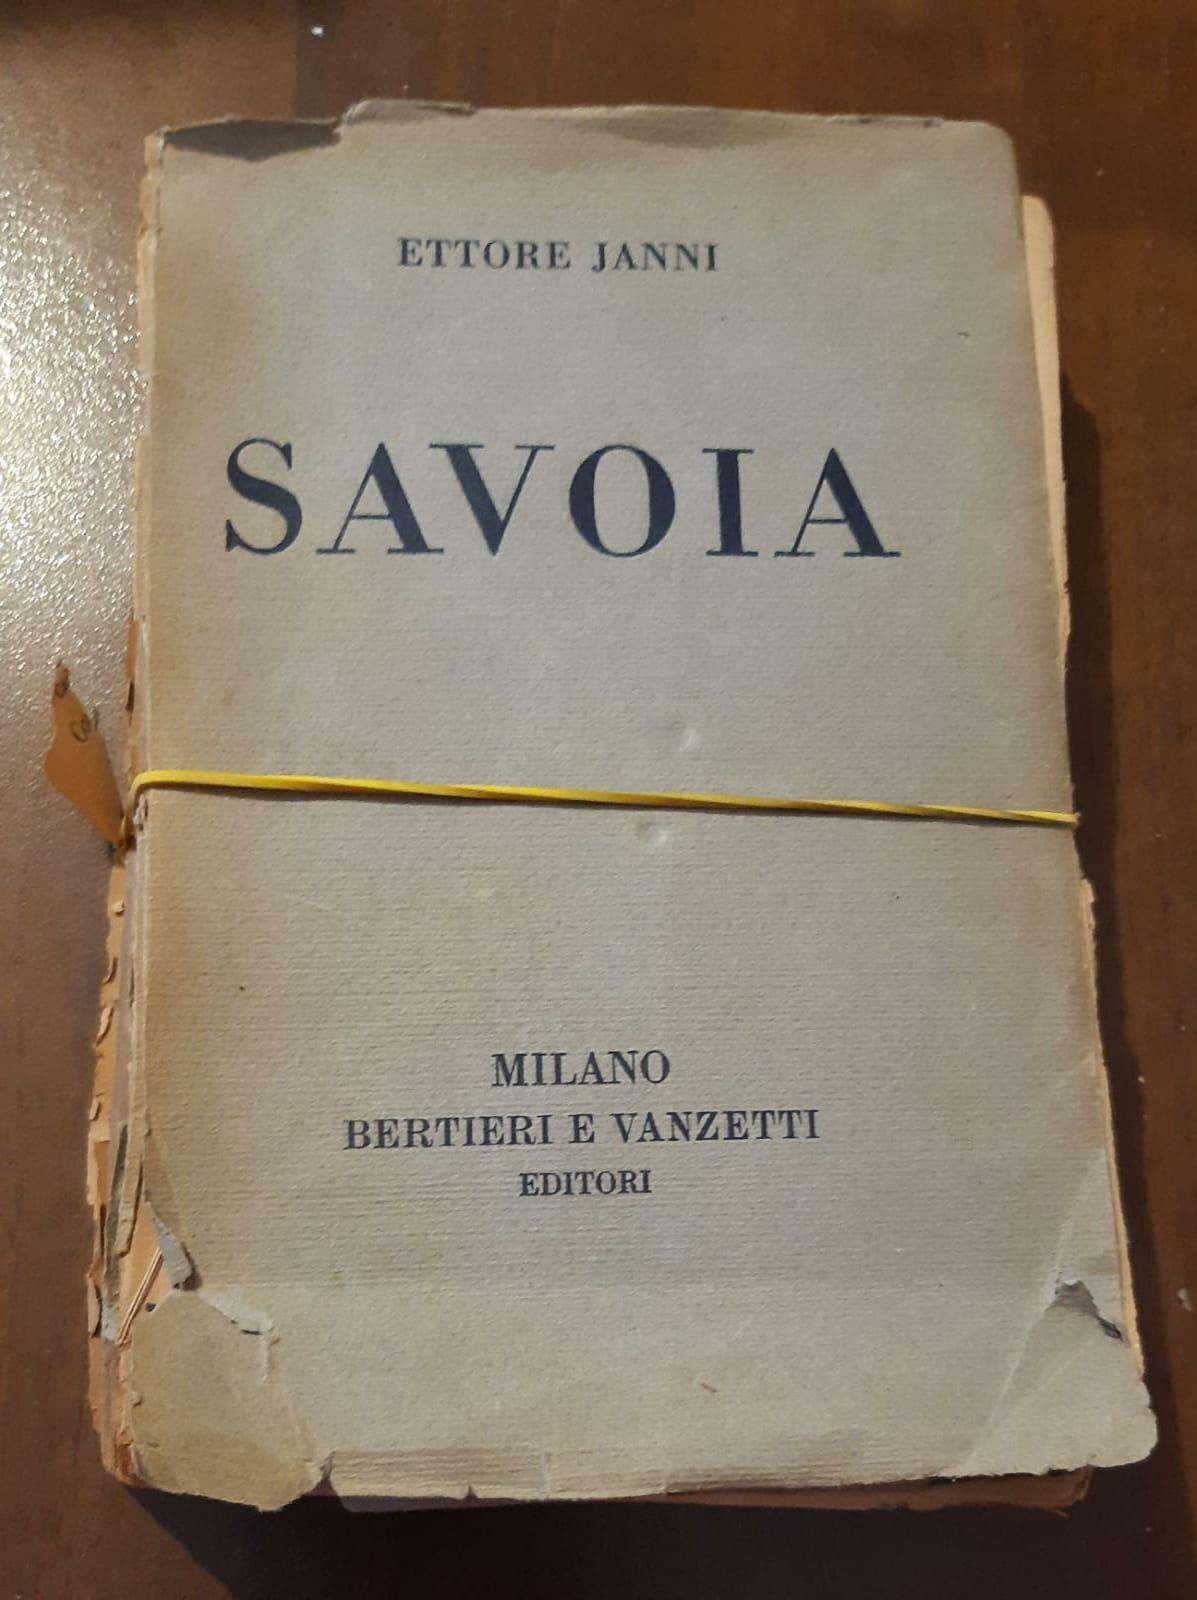 ETTORE JANNI
SAVOIA
MILANO
BERTIERI E VANZETTI
EDITORI